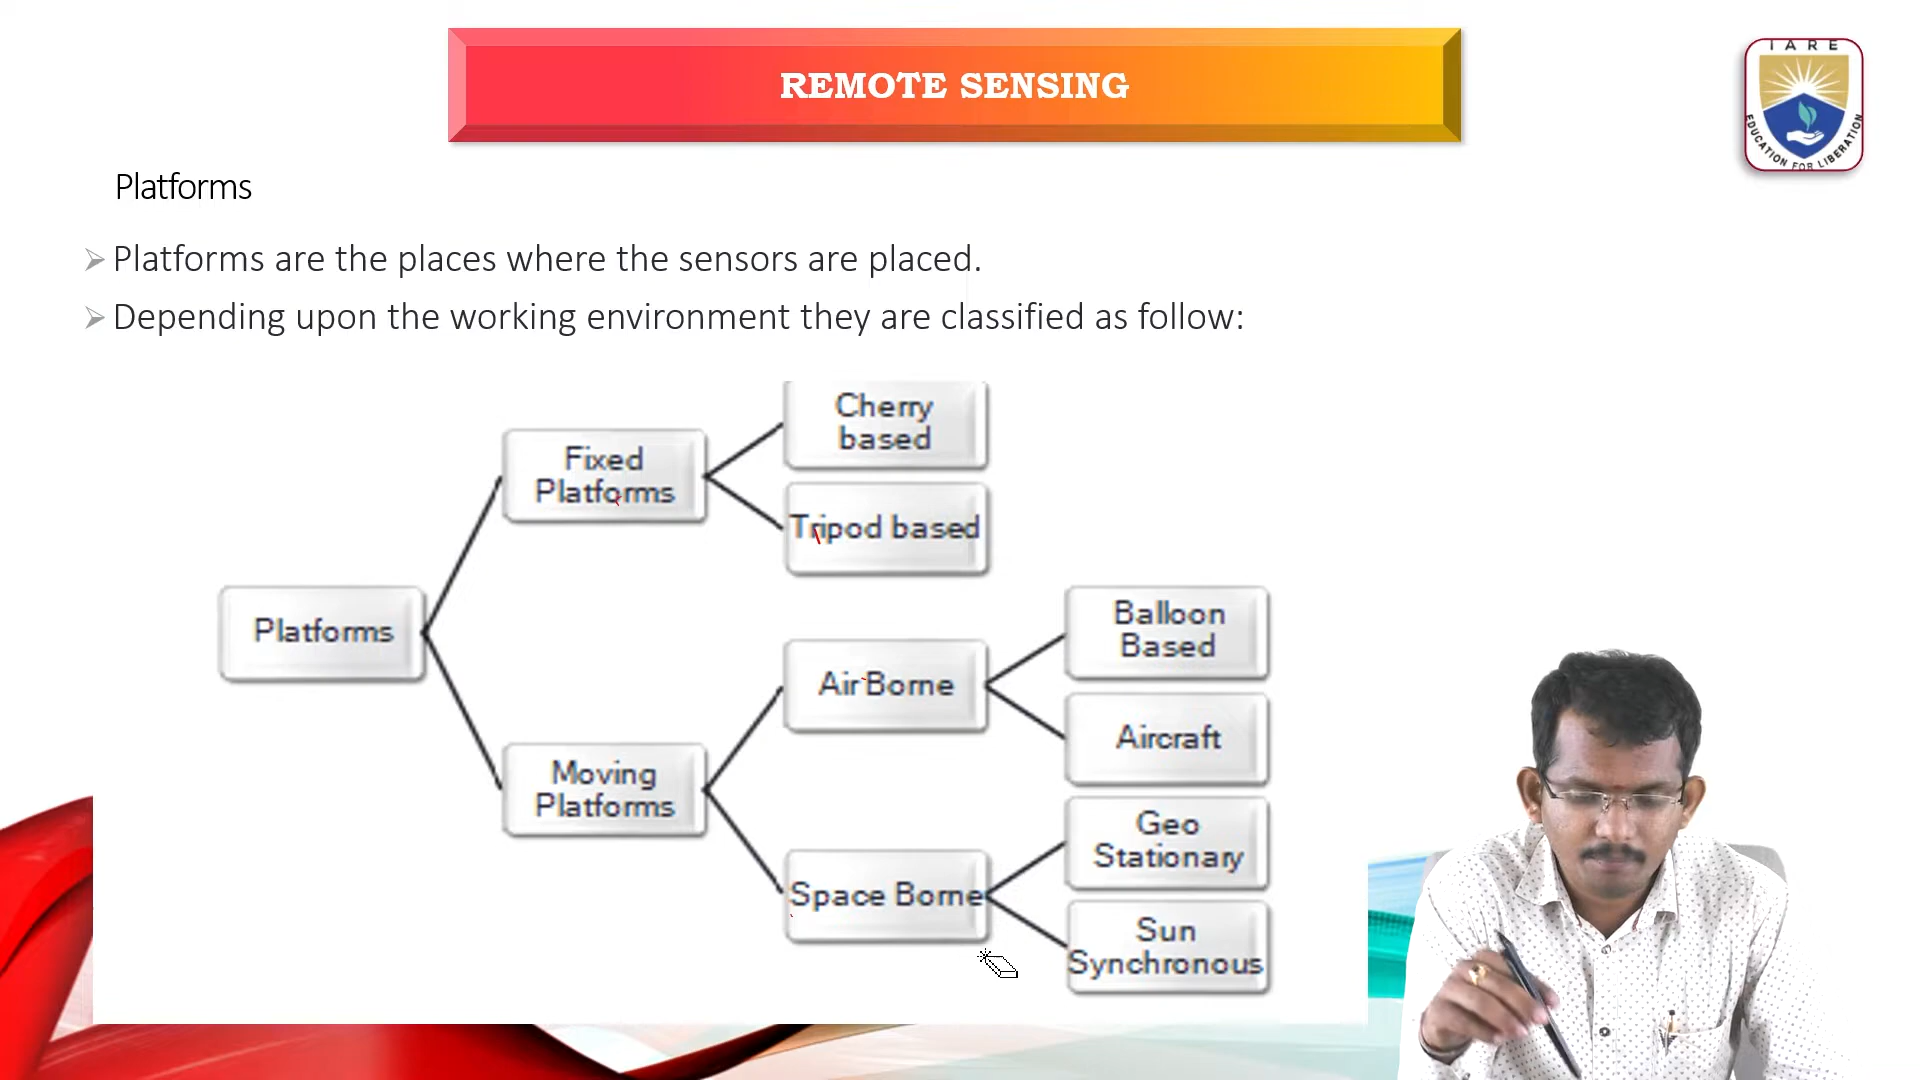 REMOTE SENSING
IARE
EDUCATION FOR LIBERATION
Platforms
Platforms are the places where the sensors are placed.
Depending upon the working environment they are classified as follow:
Cherry
based
Fixed
Platforms
Tripod based
Platforms
Balloon
Based
AirBorne
Aircraft
Moving
Platforms
Geo
Stationary
Space Borne
Sun
Synchronous